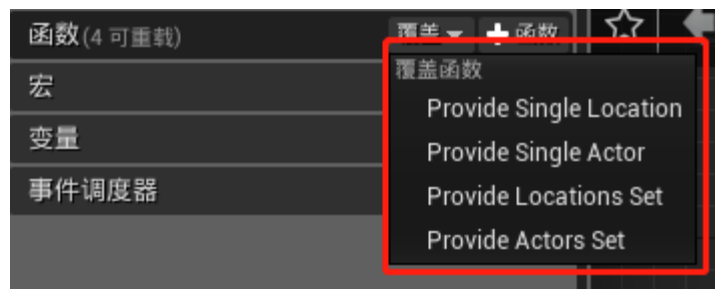 函数(4 可重载) 覆盖 函数
覆盖函数
宏
Provide Single Location
变量
Provide Single Actor
事件调度器
Provide Locations Set
Provide Actors Set